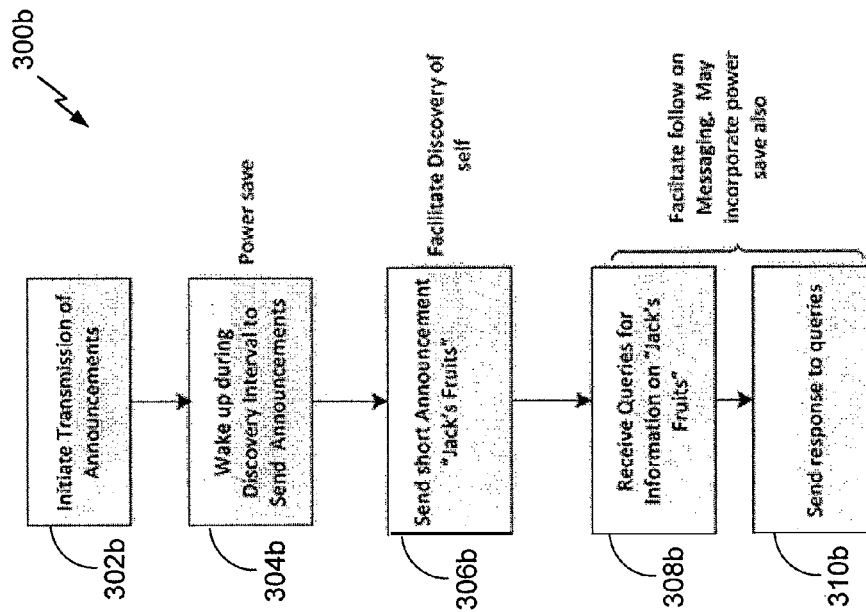 300b
302b
Initiate Transmission of
Announcements
304b
Wake up during
Discovery Interval to
Send Announcements
Power save
306b
Send short Announcement
"Jack's Fruits"
Facilitate Discovery of
self
308b
Receive Queries for
Information on "Jack's
Fruits"
310b
Send response to queries
Facilitate follow on
Messaging. May
incorporate power
save also